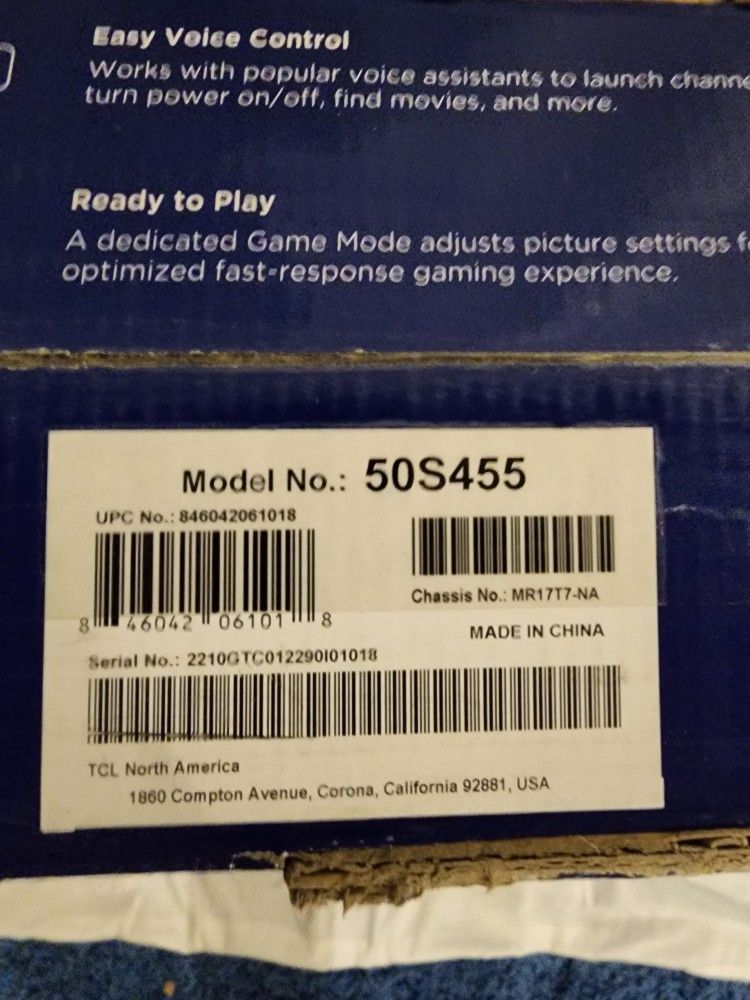 Easy Voice Control
Works with popular voice assistants to launch
turn power on/off, find movies, and more.
Ready to Play
A dedicated Game Mode adjusts picture settings
optimized fast-response gaming experience.
Model No.: 50S455
UPC No.: 846042061018
8 46042 06101 8
Chassis No.: MR17T7-NA
MADE IN CHINA
Serial No.: 2210GTC012290I01018
TCL North America
1860 Compton Avenue, Corona, California 92881, USA